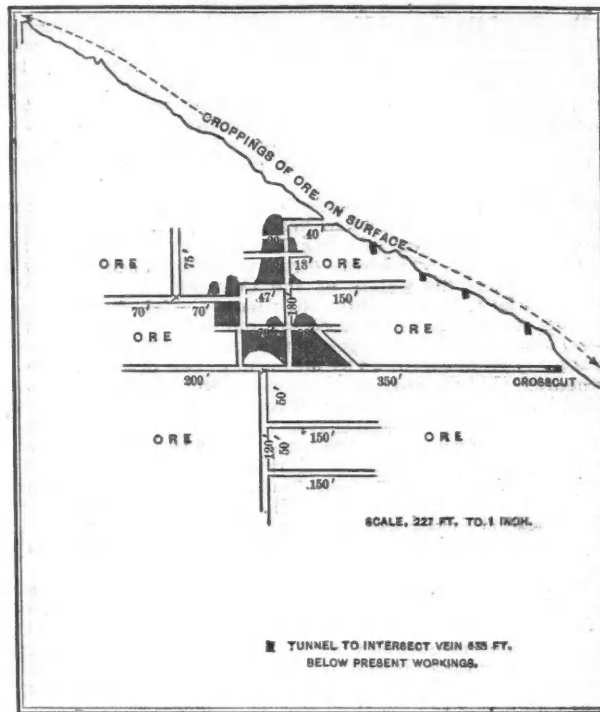 CROPPINGS OF ORE ON SURFACE
40'
ORE
75'
18'
ORE
70'
70'
.47'
180'
150'
ORE
ORE
200'
350'
CROSSCUT
50'
ORE
120'
50'
150'
ORE
.150'
SCALE, 227 FT. TO 1 INCH.
TUNNEL TO INTERSECT VEIN 635 FT.
BELOW PRESENT WORKINGS.